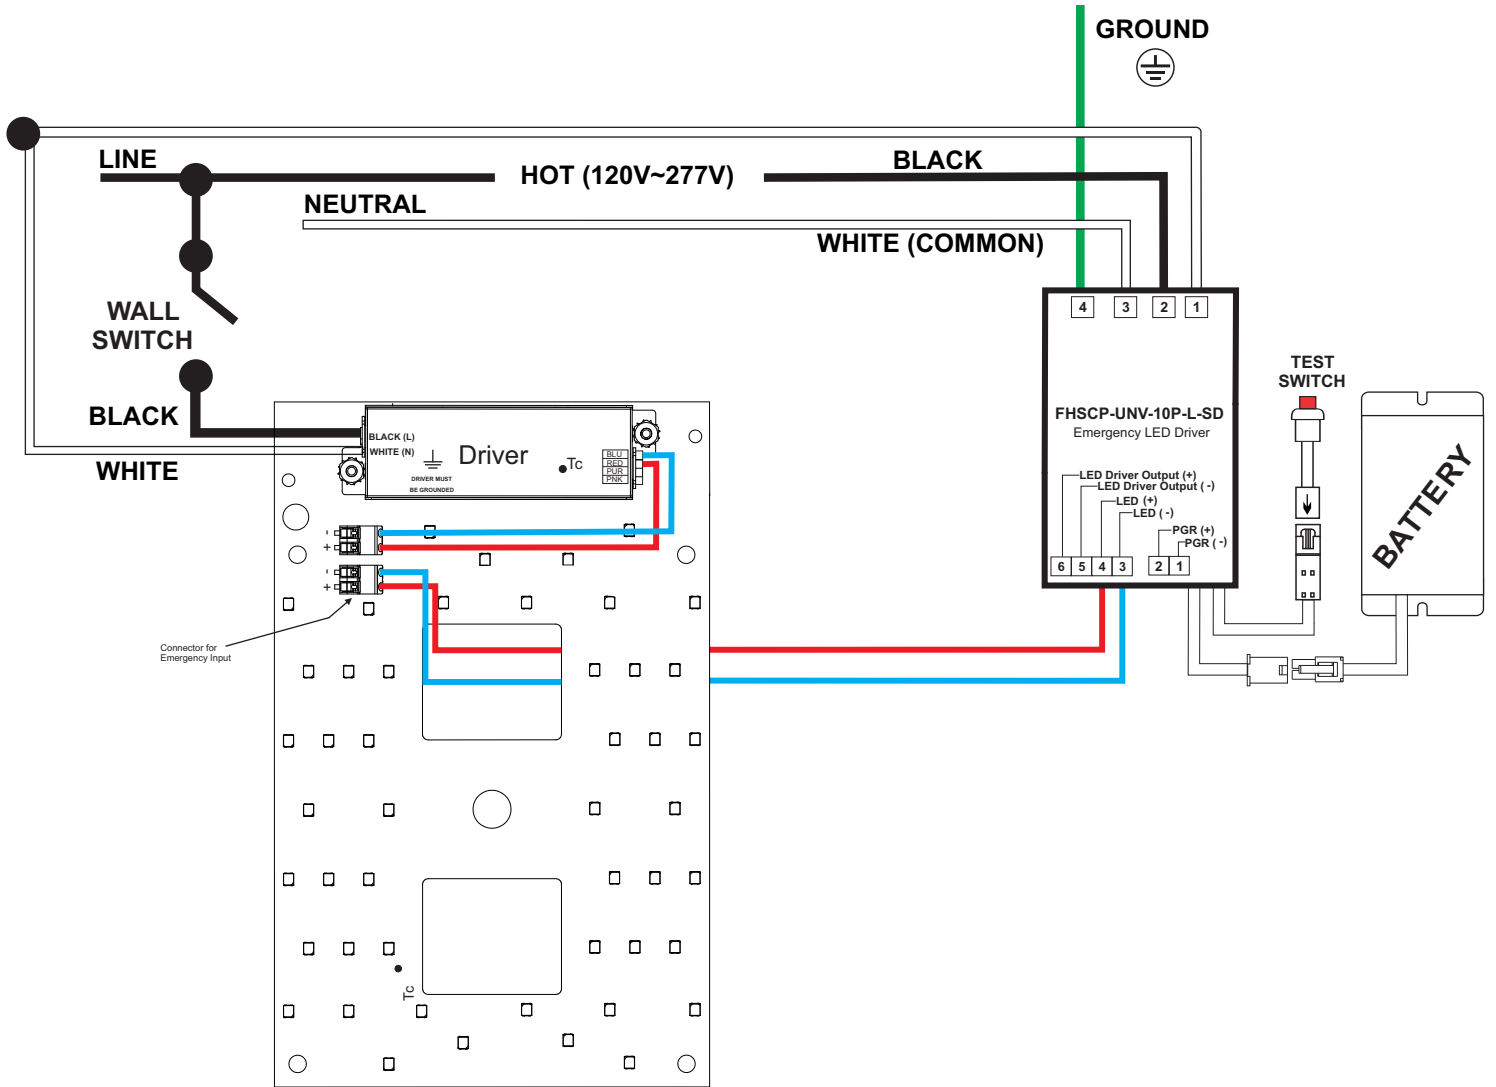 GROUND
LINE
HOT (120V~277V)
BLACK
NEUTRAL
WHITE (COMMON)
WALL
SWITCH
4 3 2 1
TEST
SWITCH
BLACK
WHITE
BLACK (L)
WHITE (N)
DRIVER MUST
BE GROUNDED
Driver
Tc
BLU
RED
PUR
PNK
FHSCP-UNV-10P-L-SD
Emergency LED Driver
LED Driver Output (+)
LED Driver Output (-)
LED (+)
LED (-)
PGR (+)
PGR (-)
6 5 4 3 2 1
BATTERY
-
+
-
+
Connector for
Emergency Input
Tc